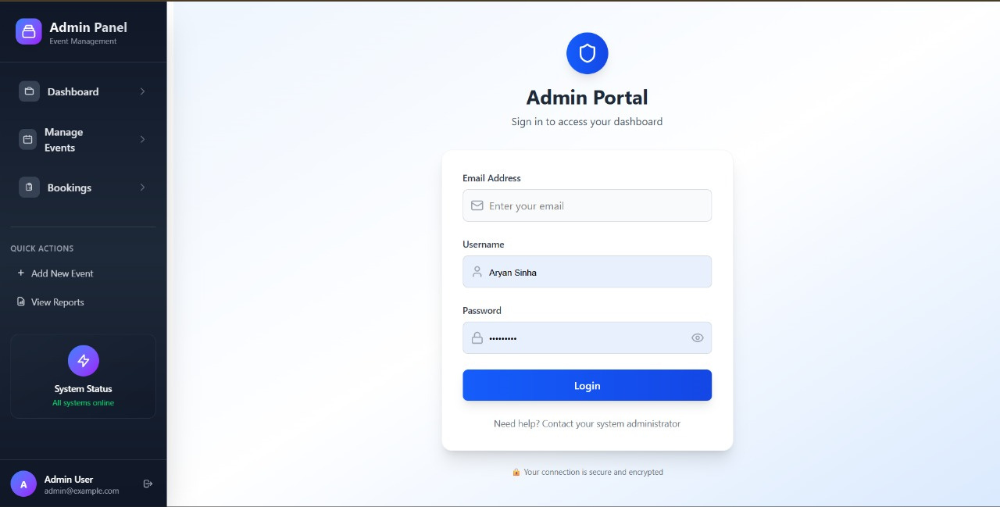 Admin Panel
Event Management
Dashboard
Manage
Events
Bookings
QUICK ACTIONS
+ Add New Event
View Reports
System Status
All systems online
A
Admin User
admin@example.com
Admin Portal
Sign in to access your dashboard
Email Address
Enter your email
Username
Aryan Sinha
Password
•••••••••
Login
Need help? Contact your system administrator
🔒 Your connection is secure and encrypted